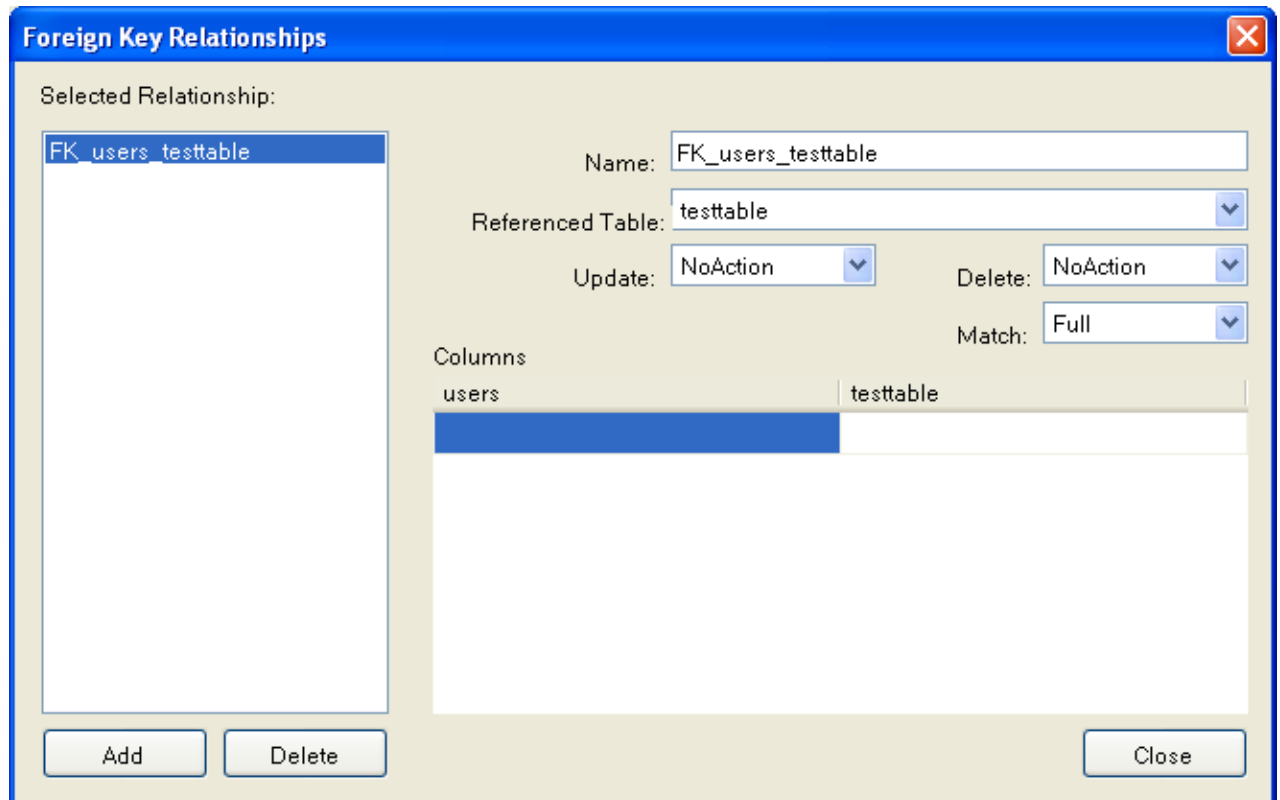 Foreign Key Relationships
Selected Relationship:
FK_users_testtable
Name: FK_users_testtable
Referenced Table: testtable
Update: NoAction Delete: NoAction
Match: Full
Columns
users testtable
Add Delete Close